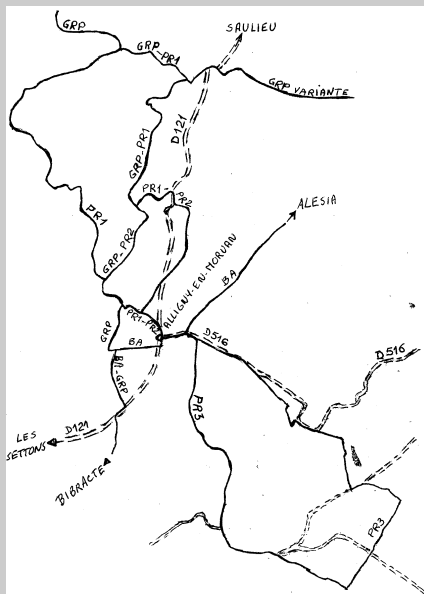 GRP
GRP-PR1
SAULIEU
GRP VARIANTE
D121
GRP-PR1
PR1-
PR2
ALESIA
PR1
GRP-PR2
ALLIGNY-EN-MORVAN
BA
PR1-PR2
GRP
BA
D516
D516
BA-GRP
PR3
D121
LES
SETTONS
BIBRACTE
PR3